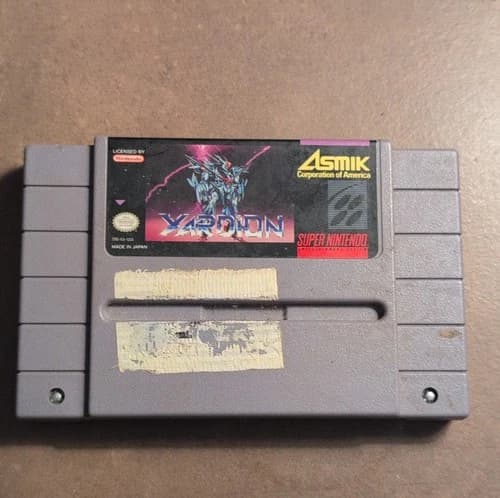 LICENSED BY
Nintendo
ASMIK
Corporation of America
XARDION
MADE IN JAPAN
SUPER NINTENDO